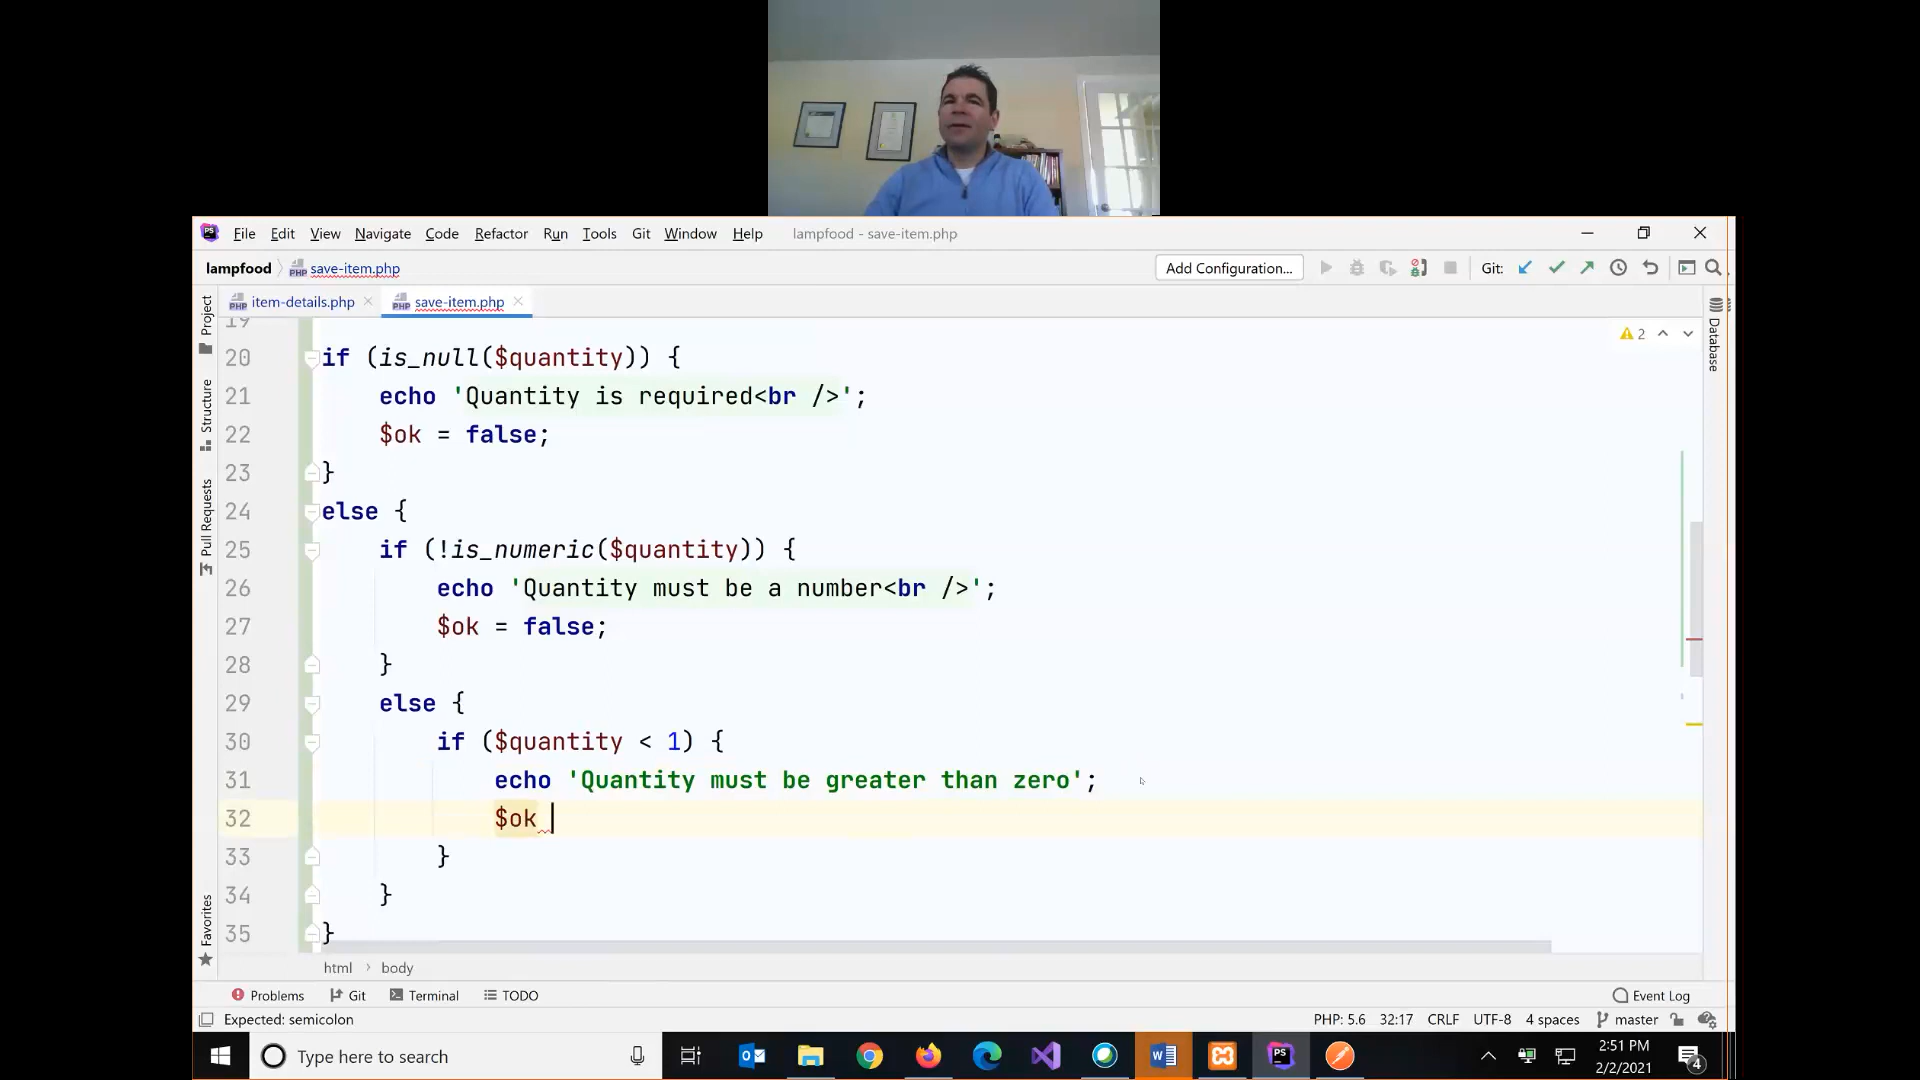 PS File Edit View Navigate Code Refactor Run Tools Git Window Help lampfood - save-item.php
lampfood save-item.php Add Configuration... Git:
PHP item-details.php PHP save-item.php
Project
Structure
Pull Requests
Favorites
Database
2
19
20 if (is_null($quantity)) {
21 echo 'Quantity is required<br />';
22 $ok = false;
23 }
24 else {
25 if (!is_numeric($quantity)) {
26 echo 'Quantity must be a number<br />';
27 $ok = false;
28 }
29 else {
30 if ($quantity < 1) {
31 echo 'Quantity must be greater than zero';
32 $ok
33 }
34 }
35 }
html body
Problems Git Terminal TODO Event Log
Expected: semicolon PHP: 5.6 32:17 CRLF UTF-8 4 spaces master
Type here to search 2:51 PM
2/2/2021 4